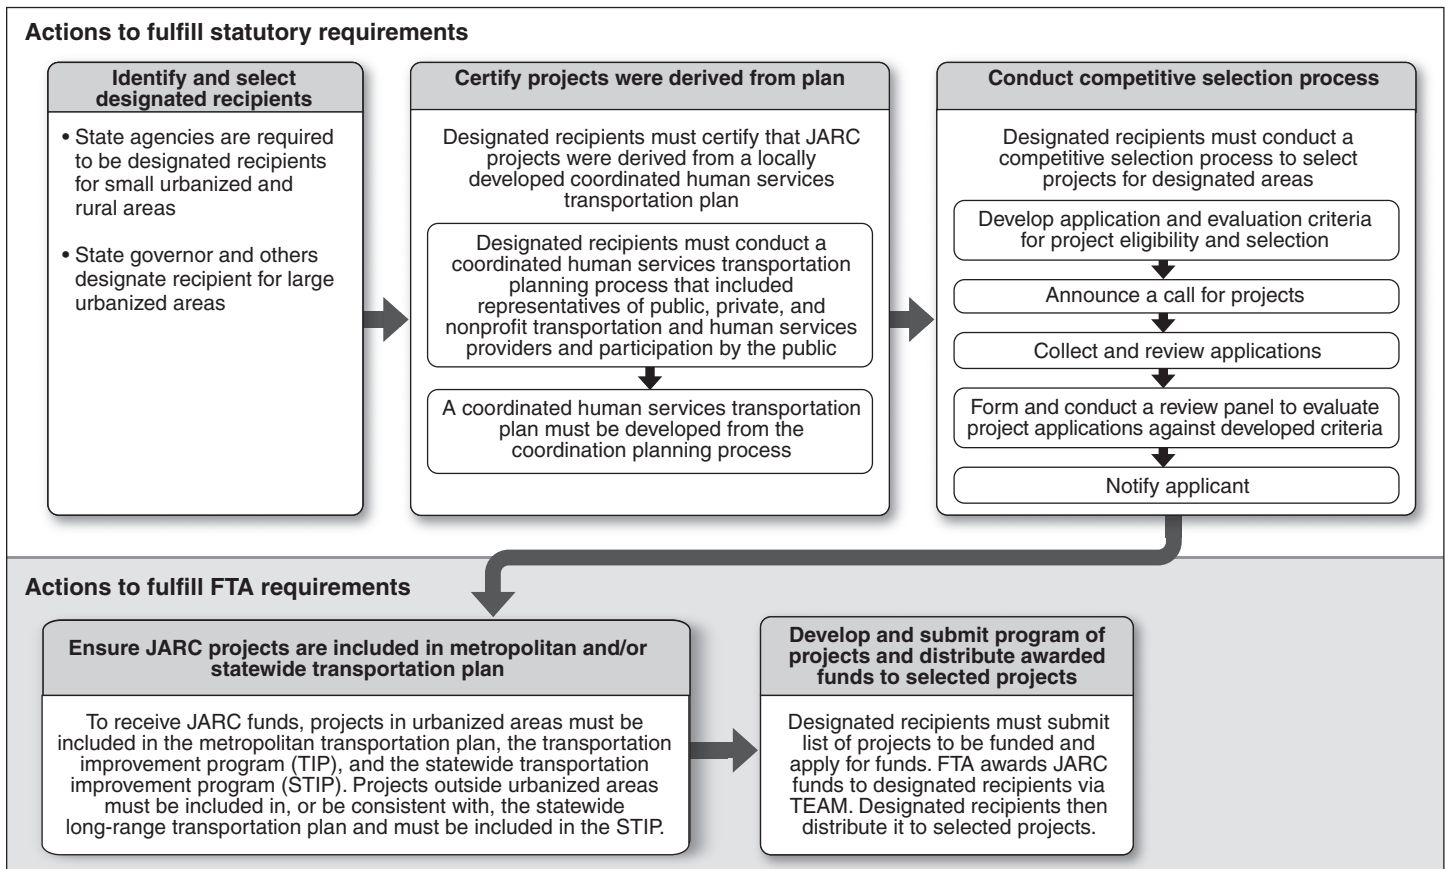 Actions to fulfill statutory requirements
Identify and select
designated recipients
• State agencies are required
to be designated recipients
for small urbanized and
rural areas
• State governor and others
designate recipient for large
urbanized areas
Certify projects were derived from plan
Designated recipients must certify that JARC
projects were derived from a locally
developed coordinated human services
transportation plan
Designated recipients must conduct a
coordinated human services transportation
planning process that included
representatives of public, private, and
nonprofit transportation and human services
providers and participation by the public
A coordinated human services transportation
plan must be developed from the
coordination planning process
Conduct competitive selection process
Designated recipients must conduct a
competitive selection process to select
projects for designated areas
Develop application and evaluation criteria
for project eligibility and selection
Announce a call for projects
Collect and review applications
Form and conduct a review panel to evaluate
project applications against developed criteria
Notify applicant
Actions to fulfill FTA requirements
Ensure JARC projects are included in metropolitan and/or
statewide transportation plan
To receive JARC funds, projects in urbanized areas must be
included in the metropolitan transportation plan, the transportation
improvement program (TIP), and the statewide transportation
improvement program (STIP). Projects outside urbanized areas
must be included in, or be consistent with, the statewide
long-range transportation plan and must be included in the STIP.
Develop and submit program of
projects and distribute awarded
funds to selected projects
Designated recipients must submit
list of projects to be funded and
apply for funds. FTA awards JARC
funds to designated recipients via
TEAM. Designated recipients then
distribute it to selected projects.